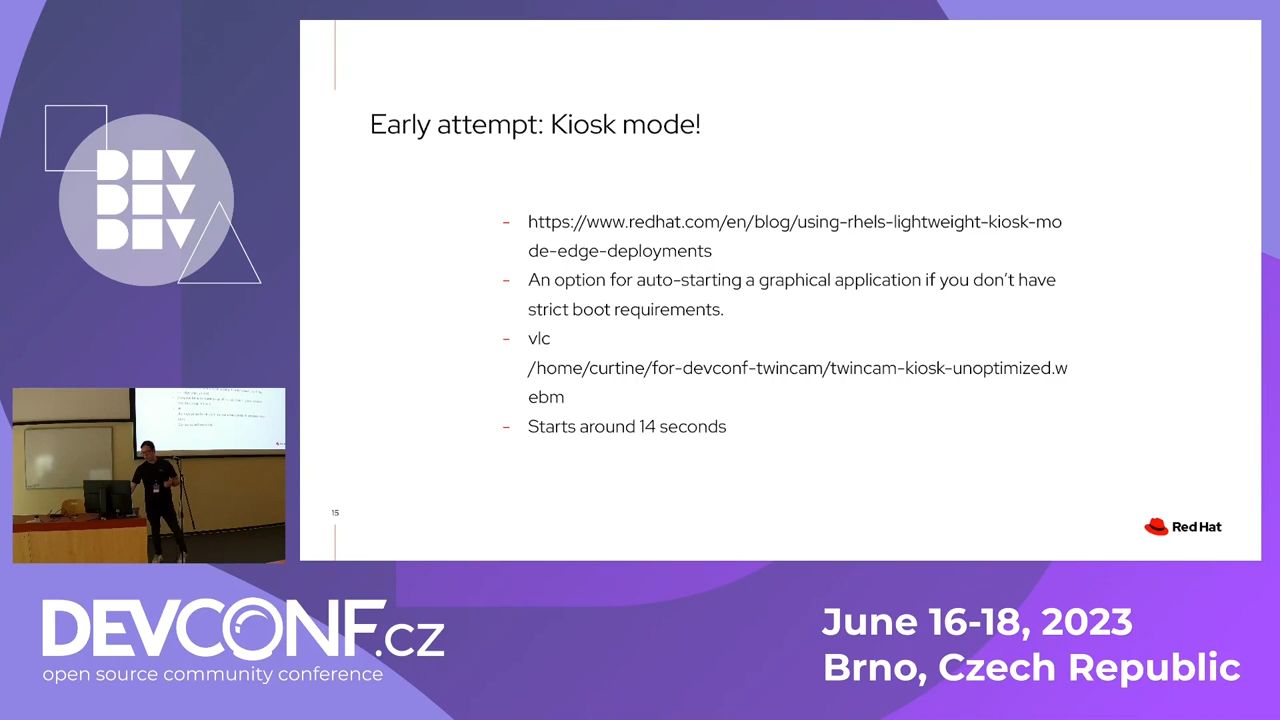 DEV
DEV
DEV
Early attempt: Kiosk mode!
- https://www.redhat.com/en/blog/using-rhels-lightweight-kiosk-mo
de-edge-deployments
- An option for auto-starting a graphical application if you don't have
strict boot requirements.
- vlc
/home/curtine/for-devconf-twincam/twincam-kiosk-unoptimized.w
ebm
- Starts around 14 seconds
15
Red Hat
DEVCONF.cz
open source community conference
June 16-18, 2023
Brno, Czech Republic